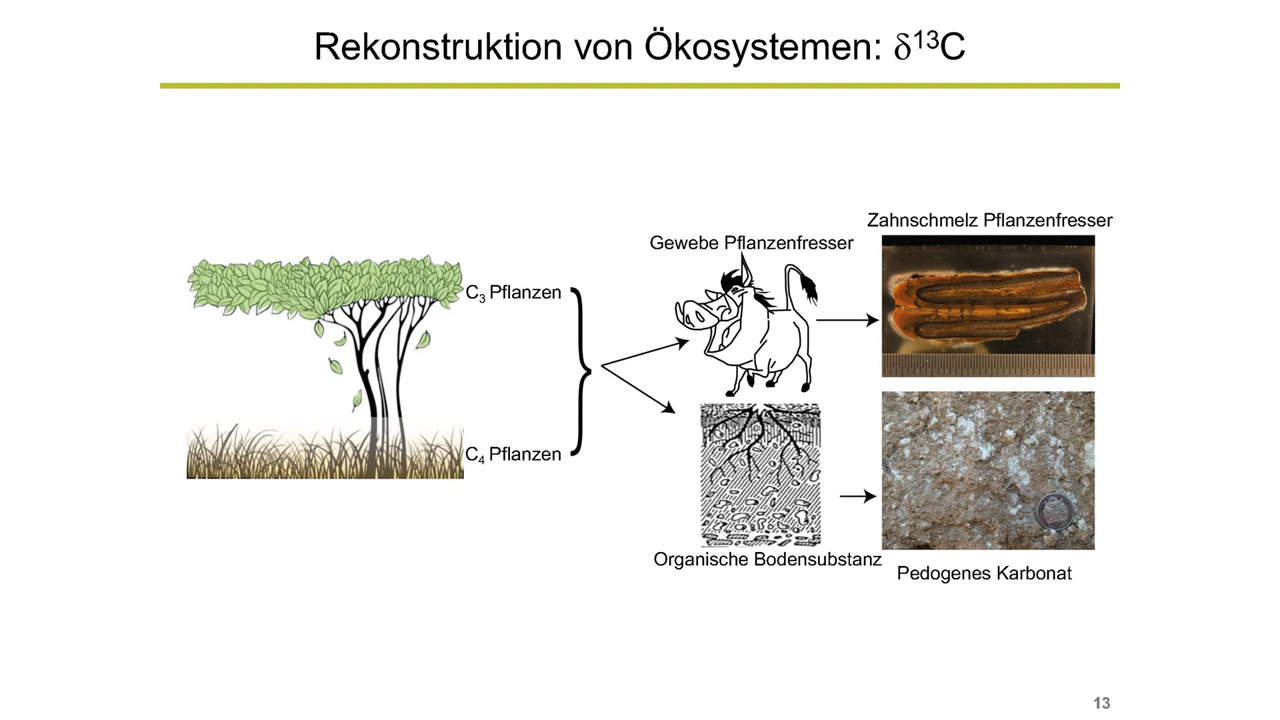 Rekonstruktion von Ökosystemen: δ13C
Zahnschmelz Pflanzenfresser
Gewebe Pflanzenfresser
C3 Pflanzen
C4 Pflanzen
Organische Bodensubstanz
Pedogenes Karbonat
13